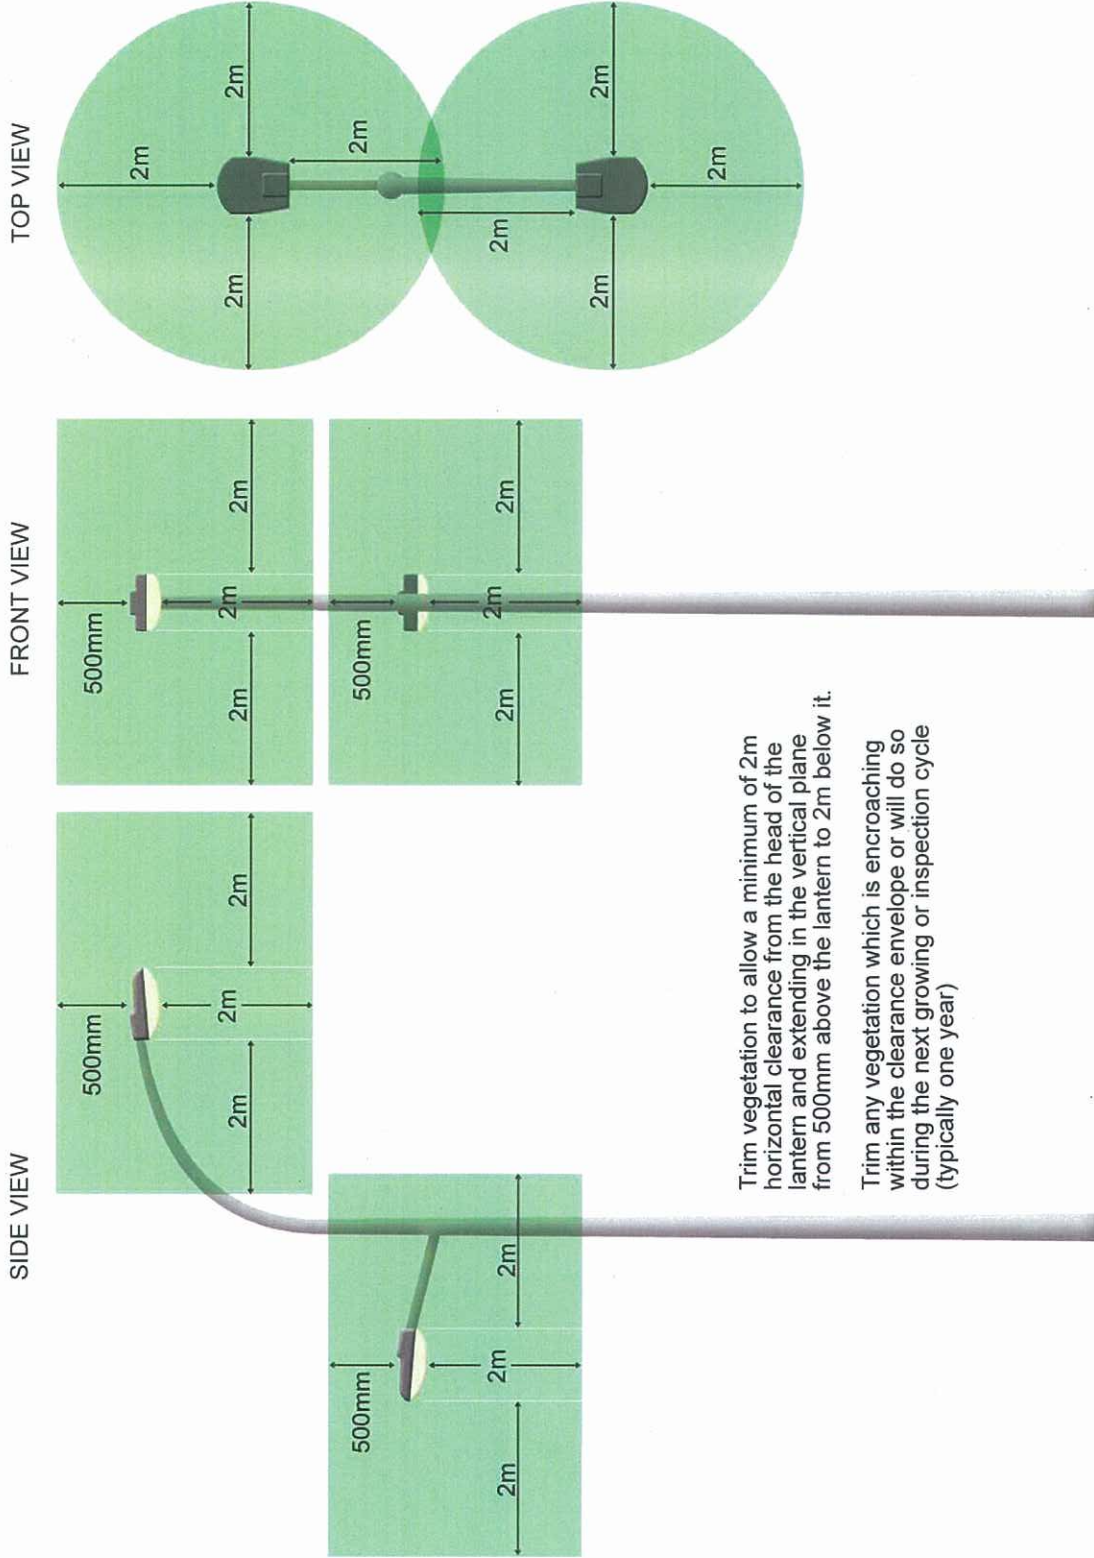 SIDE VIEW
500mm
2m
2m
2m
500mm
2m
2m
2m
FRONT VIEW
500mm
2m
2m
2m
500mm
2m
2m
2m
TOP VIEW
2m
2m
2m
2m
2m
2m
2m
2m
Trim vegetation to allow a minimum of 2m
horizontal clearance from the head of the
lantern and extending in the vertical plane
from 500mm above the lantern to 2m below it.
Trim any vegetation which is encroaching
within the clearance envelope or will do so
during the next growing or inspection cycle
(typically one year)